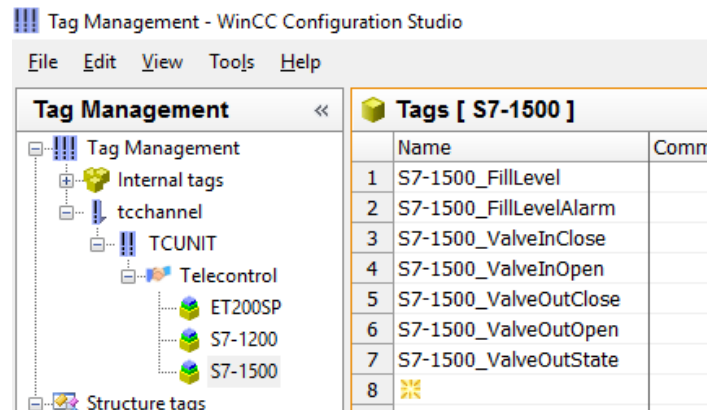 Tag Management - WinCC Configuration Studio
File Edit View Tools Help
Tag Management «
Tag Management
Internal tags
tcchannel
TCUNIT
Telecontrol
ET200SP
S7-1200
S7-1500
Structure tags
Tags [ S7-1500 ]
Name Comm
1 S7-1500_FillLevel
2 S7-1500_FillLevelAlarm
3 S7-1500_ValveInClose
4 S7-1500_ValveInOpen
5 S7-1500_ValveOutClose
6 S7-1500_ValveOutOpen
7 S7-1500_ValveOutState
8